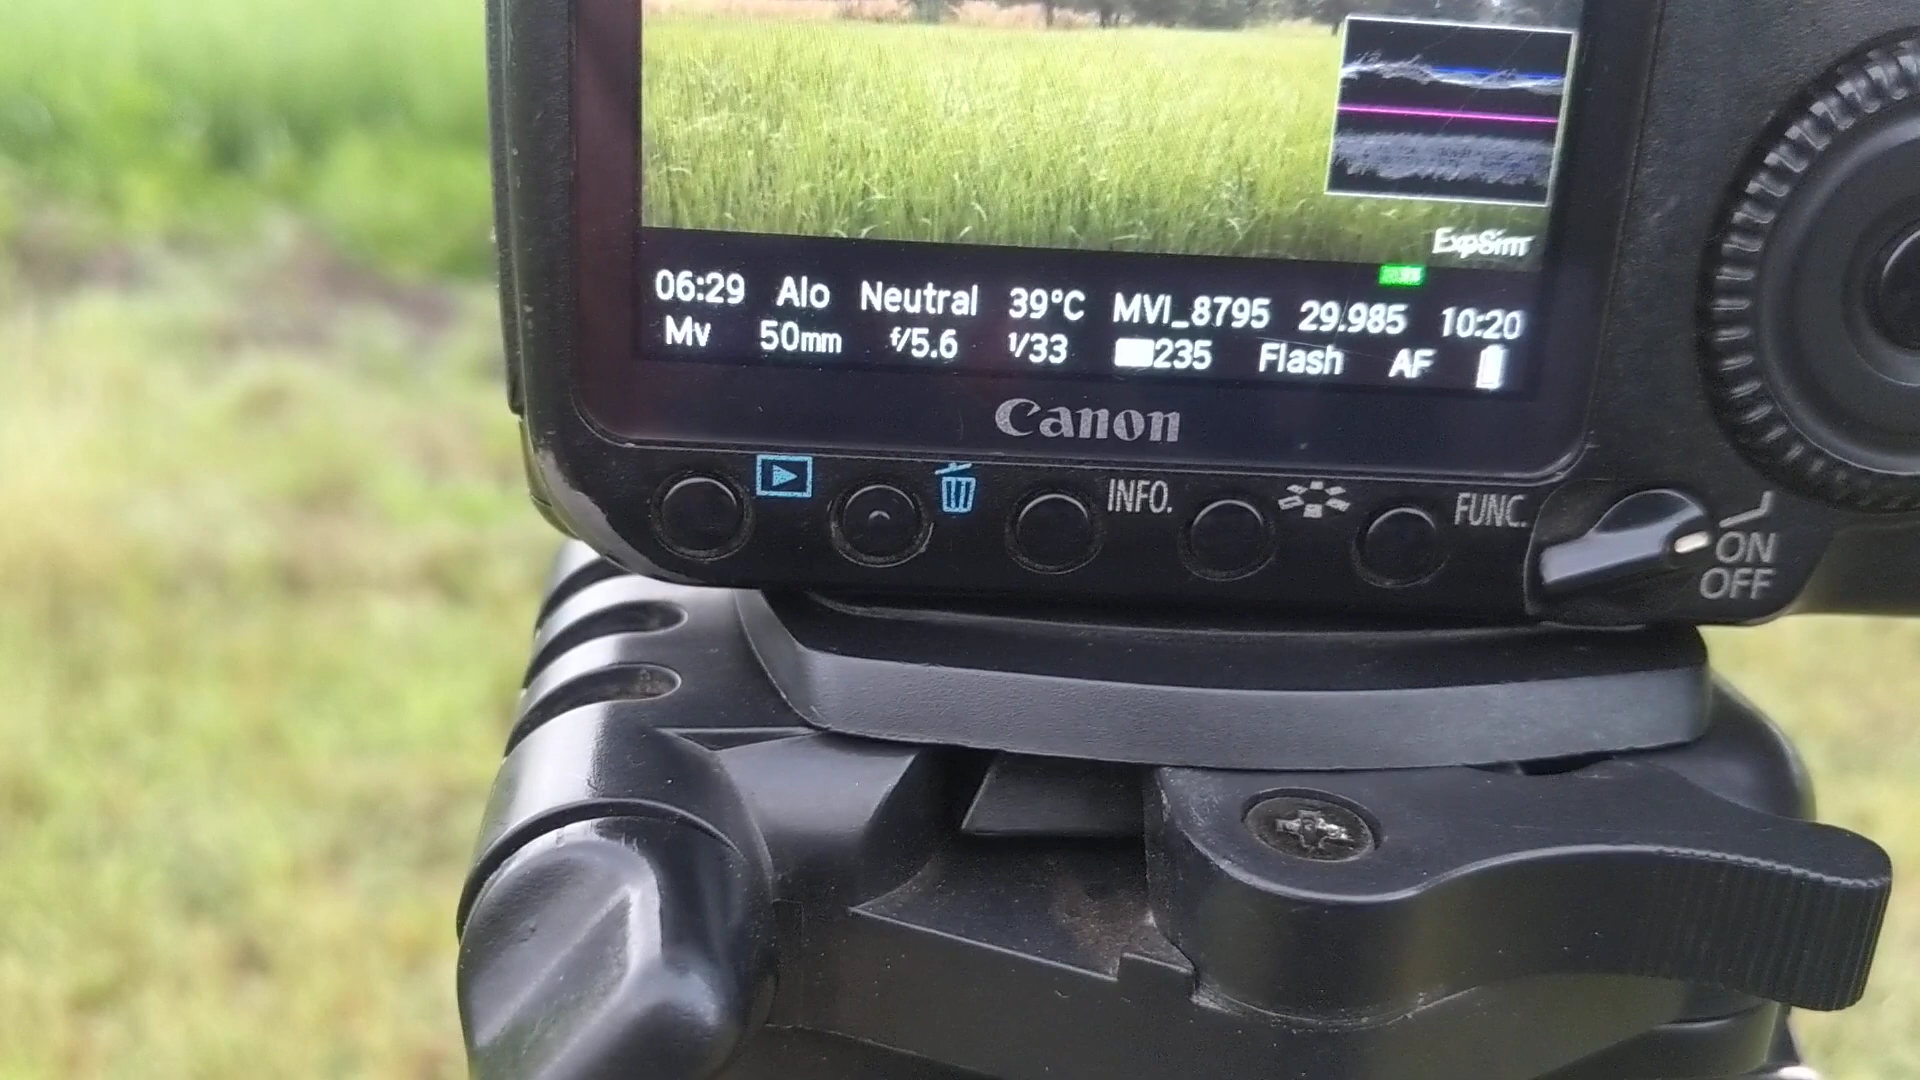 ExpSim
06:29 Alo Neutral 39°C MVI_8795 29.985 10:20
Mv 50mm f/5.6 1/33 235 Flash AF
Canon
INFO. FUNC.
ON
OFF